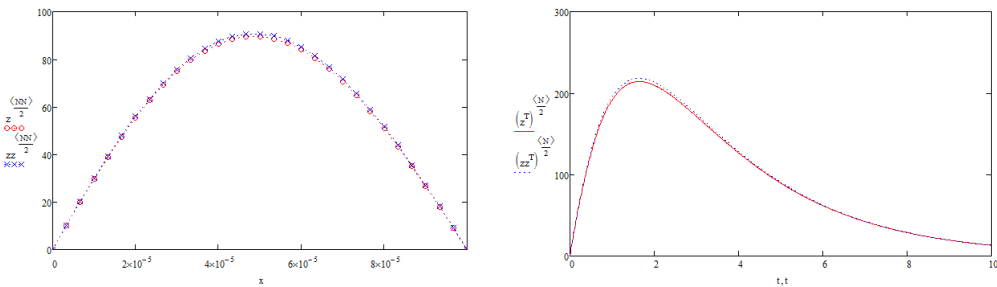 100
80
60
40
20
0
z^⟨NN/2⟩
zz^⟨NN/2⟩
0 2×10⁻⁵ 4×10⁻⁵ 6×10⁻⁵ 8×10⁻⁵
x
300
200
100
0
(z^T)^⟨N/2⟩
(zz^T)^⟨N/2⟩
0 2 4 6 8 10
t,t